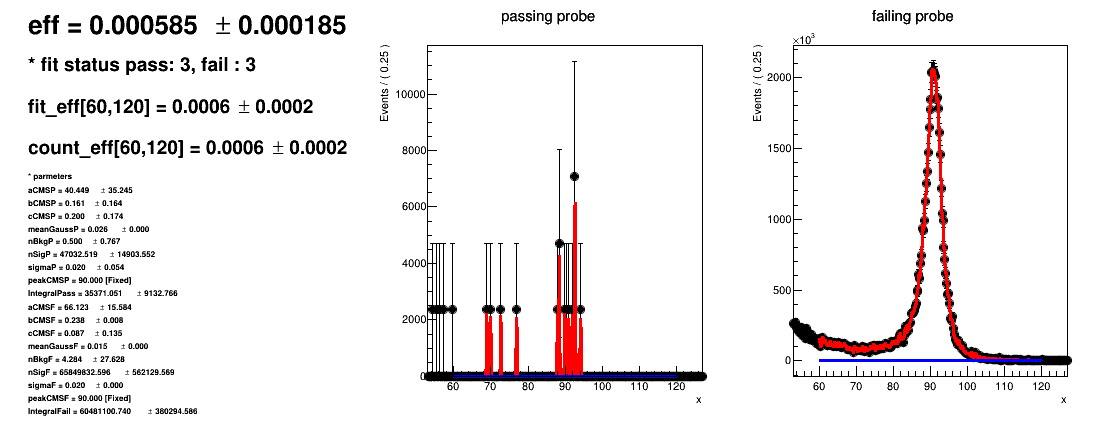 eff = 0.000585 ± 0.000185
* fit status pass: 3, fail : 3
fit_eff[60,120] = 0.0006 ± 0.0002
count_eff[60,120] = 0.0006 ± 0.0002
* parmeters
aCMSP = 40.449 ± 35.245
bCMSP = 0.161 ± 0.164
cCMSP = 0.200 ± 0.174
meanGaussP = 0.026 ± 0.000
nBkgP = 0.500 ± 0.767
nSigP = 47032.519 ± 14903.552
sigmaP = 0.020 ± 0.054
peakCMSP = 90.000 [Fixed]
IntegralPass = 35371.051 ± 9132.766
aCMSF = 66.123 ± 15.584
bCMSF = 0.238 ± 0.008
cCMSF = 0.087 ± 0.135
meanGaussF = 0.015 ± 0.000
nBkgF = 4.284 ± 27.628
nSigF = 65849832.596 ± 562129.569
sigmaF = 0.020 ± 0.000
peakCMSF = 90.000 [Fixed]
IntegralFail = 60481100.740 ± 380294.586
passing probe
Events / ( 0.25 )
10000
8000
6000
4000
2000
0
60 70 80 90 100 110 120
x
failing probe
×10³
Events / ( 0.25 )
2000
1500
1000
500
0
60 70 80 90 100 110 120
x